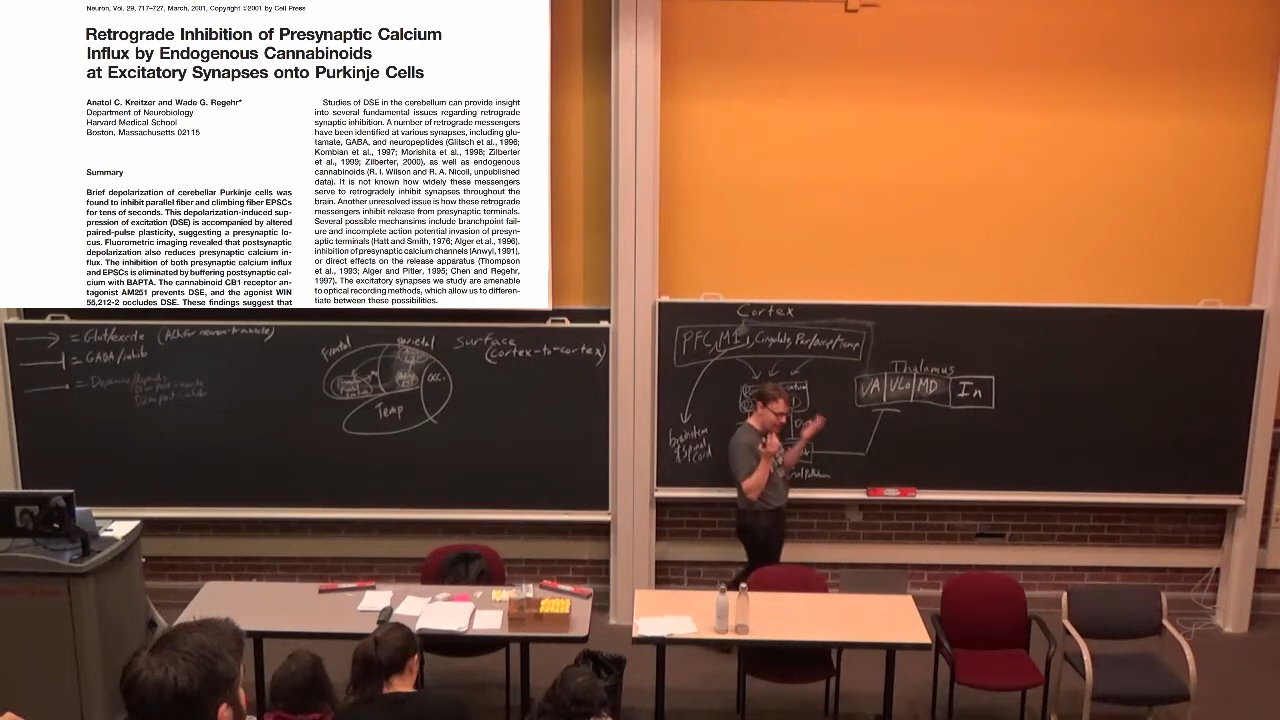 Neuron, Vol. 29, 717–727, March, 2001, Copyright ©2001 by Cell Press
Retrograde Inhibition of Presynaptic Calcium
Influx by Endogenous Cannabinoids
at Excitatory Synapses onto Purkinje Cells
Anatol C. Kreitzer and Wade G. Regehr*
Department of Neurobiology
Harvard Medical School
Boston, Massachusetts 02115
Summary
Brief depolarization of cerebellar Purkinje cells was
found to inhibit parallel fiber and climbing fiber EPSCs
for tens of seconds. This depolarization-induced sup-
pression of excitation (DSE) is accompanied by altered
paired-pulse plasticity, suggesting a presynaptic lo-
cus. Fluorometric imaging revealed that postsynaptic
depolarization also reduces presynaptic calcium in-
flux. The inhibition of both presynaptic calcium influx
and EPSCs is eliminated by buffering postsynaptic cal-
cium with BAPTA. The cannabinoid CB1 receptor an-
tagonist AM251 prevents DSE, and the agonist WIN
55,212-2 occludes DSE. These findings suggest that
Studies of DSE in the cerebellum can provide insight
into several fundamental issues regarding retrograde
synaptic inhibition. A number of retrograde messengers
have been identified at various synapses, including glu-
tamate, GABA, and neuropeptides (Glitsch et al., 1996;
Kombian et al., 1997; Morishita et al., 1998; Zilberter
et al., 1999; Zilberter, 2000), as well as endogenous
cannabinoids (R. I. Wilson and R. A. Nicoll, unpublished
data). It is not known how widely these messengers
serve to retrogradely inhibit synapses throughout the
brain. Another unresolved issue is how these retrograde
messengers inhibit release from presynaptic terminals.
Several possible mechansims include branchpoint fail-
ure and incomplete action potential invasion of presyn-
aptic terminals (Hatt and Smith, 1976; Alger et al., 1996),
inhibition of presynaptic calcium channels (Anwyl, 1991),
or direct effects on the release apparatus (Thompson
et al., 1993; Alger and Pitler, 1995; Chen and Regehr,
1997). The excitatory synapses we study are amenable
to optical recording methods, which allow us to differen-
tiate between these possibilities.
= Glut/excite (ACh for neuron-to-muscle)
= GABA/inhib
= Dopamine/
Frontal
Parietal
Occ.
Temp
Surface
(cortex-to-cortex)
Cortex
PFC, M1, Cingulate, Par/occip/Temp
Thalamus
VA VLo MD In
brainstem
& Spinal
Cord